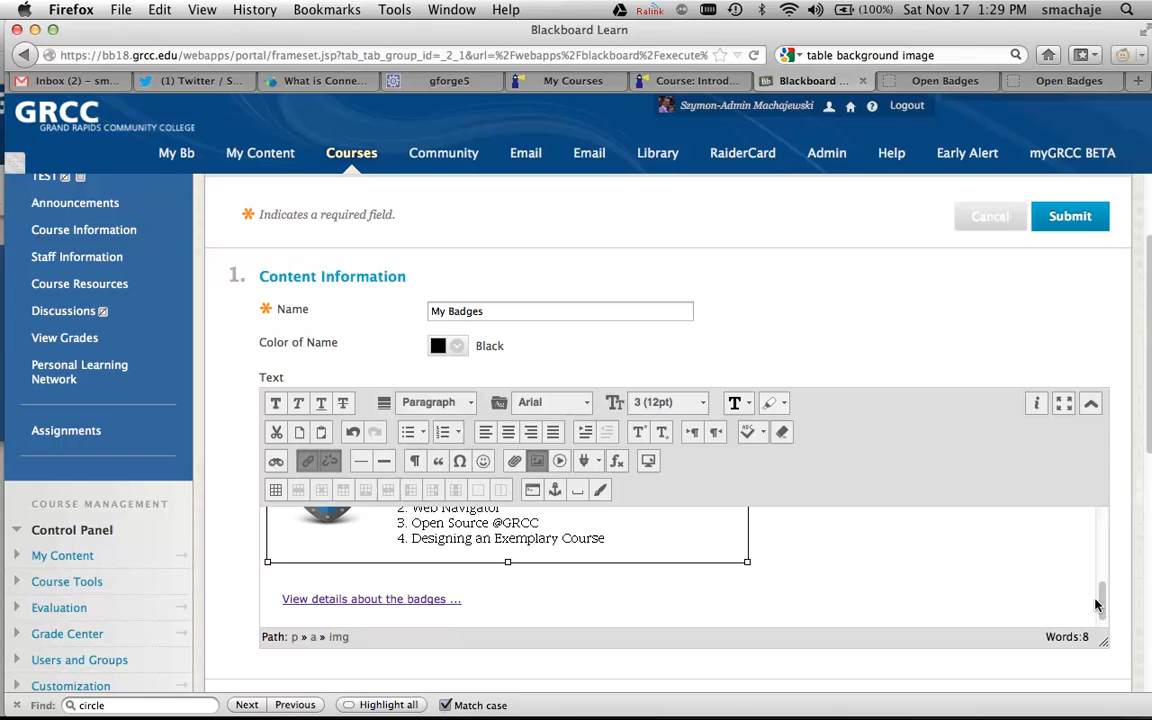 Firefox File Edit View History Bookmarks Tools Window Help Ralink (100%) Sat Nov 17 1:29 PM smachaje
Blackboard Learn
https://bb18.grcc.edu/webapps/portal/frameset.jsp?tab_tab_group_id=_2_1&url=%2Fwebapps%2Fblackboard%2Fexecute% table background image
Inbox (2) – sm... (1) Twitter / S... What is Conne... gforge5 My Courses Course: Introd... Blackboard ... Open Badges Open Badges
GRCC
GRAND RAPIDS COMMUNITY COLLEGE
Szymon-Admin Machajewski Logout
My Bb My Content Courses Community Email Email Library RaiderCard Admin Help Early Alert myGRCC BETA
TEST
Announcements
Course Information
Staff Information
Course Resources
Discussions
View Grades
Personal Learning
Network
Assignments
COURSE MANAGEMENT
Control Panel
My Content
Course Tools
Evaluation
Grade Center
Users and Groups
Customization
Indicates a required field.
Cancel Submit
1. Content Information
Name My Badges
Color of Name Black
Text
Paragraph Arial 3 (12pt)
2. Web Navigator
3. Open Source @GRCC
4. Designing an Exemplary Course
View details about the badges ...
Path: p » a » img Words:8
Find: circle Next Previous Highlight all Match case